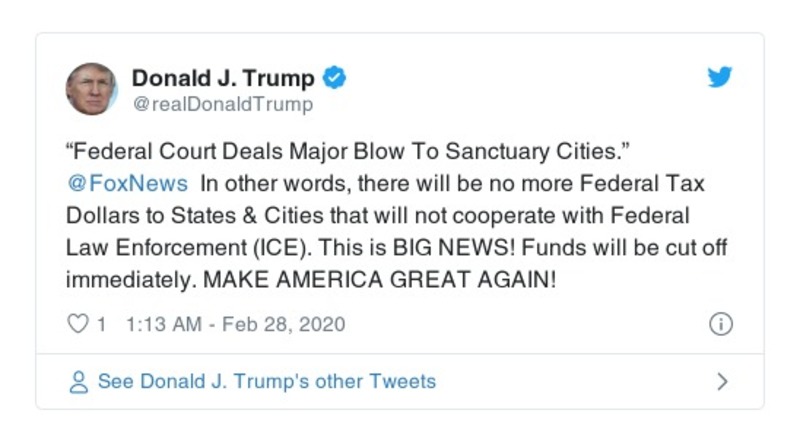 Donald J. Trump
@realDonaldTrump
“Federal Court Deals Major Blow To Sanctuary Cities.”
@FoxNews In other words, there will be no more Federal Tax
Dollars to States & Cities that will not cooperate with Federal
Law Enforcement (ICE). This is BIG NEWS! Funds will be cut off
immediately. MAKE AMERICA GREAT AGAIN!
1 1:13 AM - Feb 28, 2020
See Donald J. Trump's other Tweets